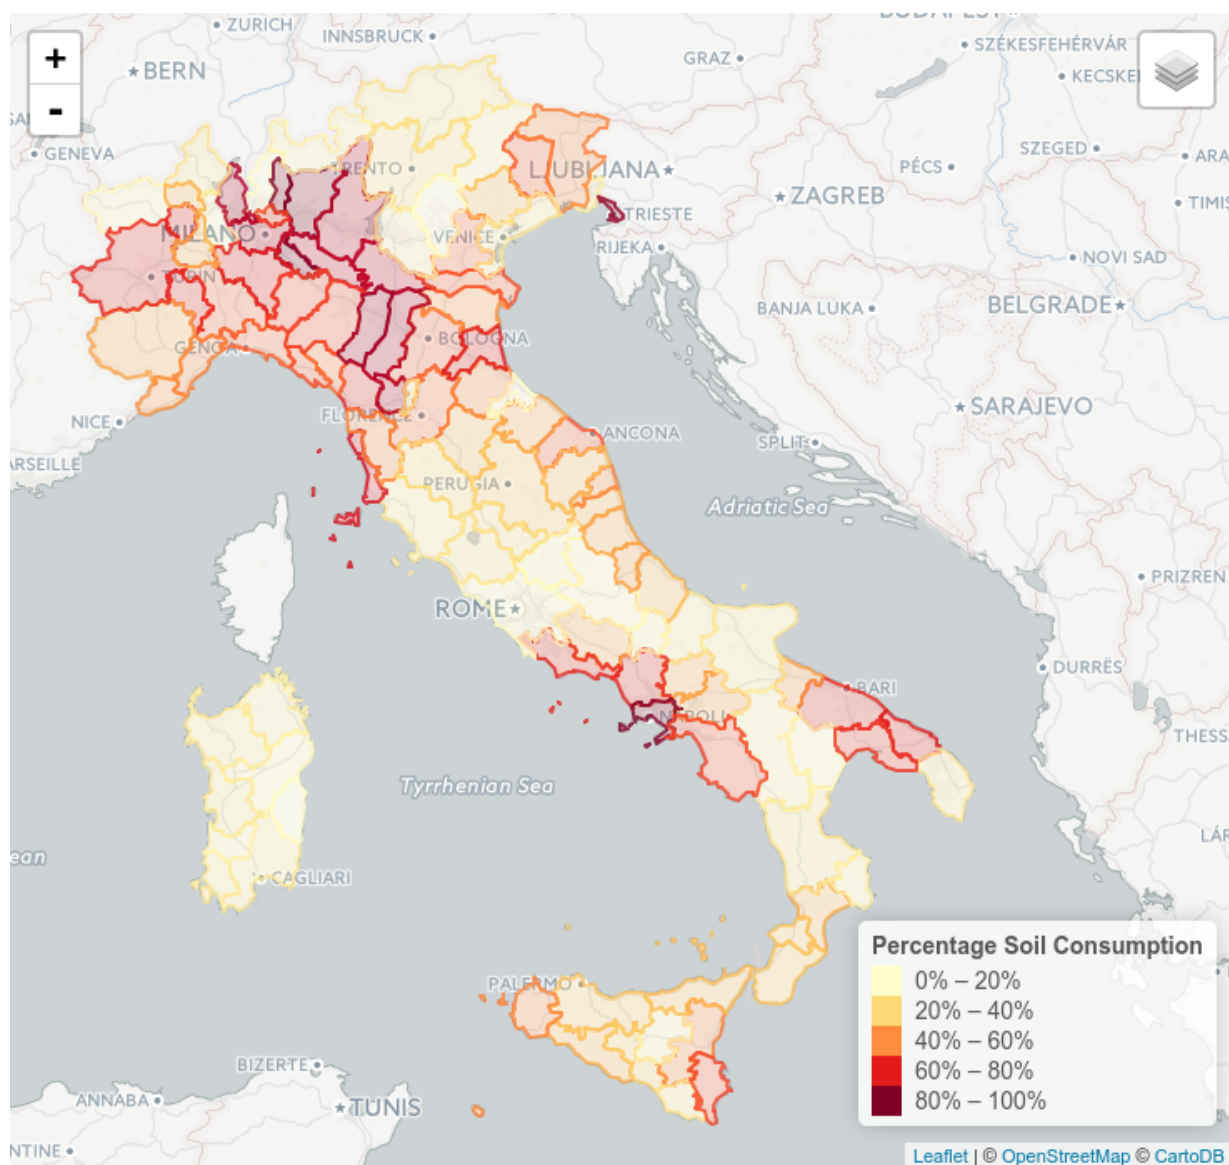 BUDAPEST
ZURICH
INNSBRUCK
GRAZ
SZÉKESFEHÉRVÁR
+
BERN
KECSKE
-
GENEVA
TRENTO
LJUBLJANA
PÉCS
SZEGED
ARA
ZAGREB
TIMIȘ
MILANO
VENICE
TRIESTE
RIJEKA
TURIN
NOVI SAD
BANJA LUKA
BELGRADE
GENOA
BOLOGNA
NICE
FLORENCE
ANCONA
SARAJEVO
SPLIT
ARSEILLE
PERUGIA
Adriatic Sea
PRIZREN
ROME
DURRËS
BARI
NAPOLI
THESS
Tyrrhenian Sea
LÁR
ean
CAGLIARI
PALERMO
BIZERTE
ANNABA
TUNIS
NTINE
Percentage Soil Consumption
0% – 20%
20% – 40%
40% – 60%
60% – 80%
80% – 100%
Leaflet | © OpenStreetMap © CartoDB